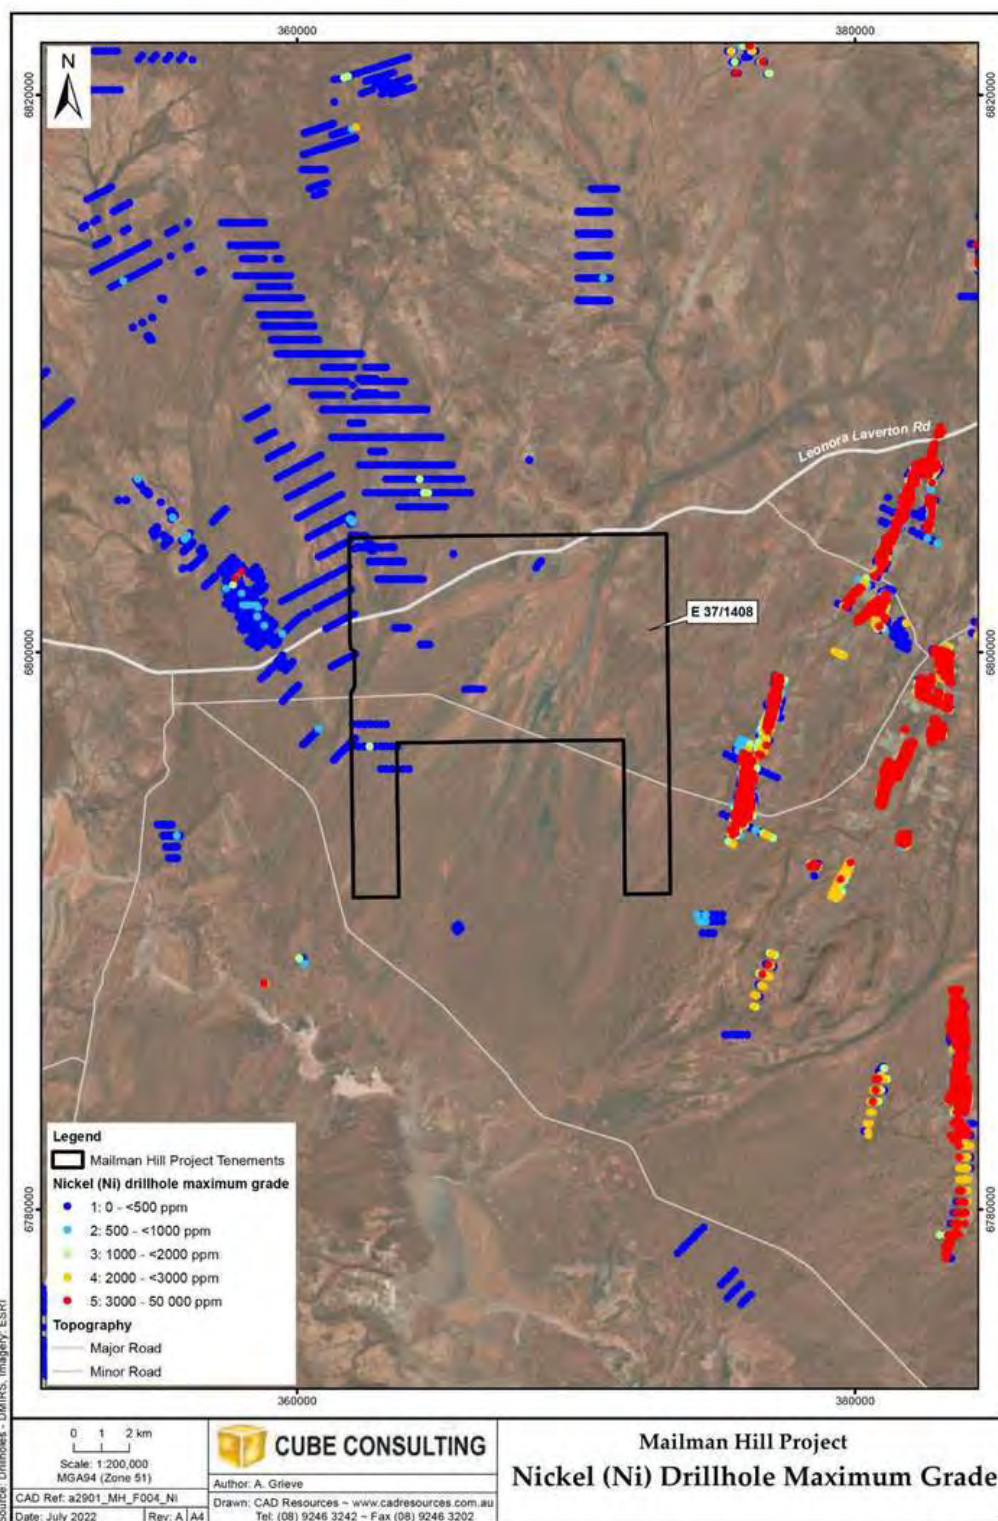 360000
380000
N
6820000
6820000
Leonora Laverton Rd
E 37/1408
6800000
6800000
6780000
6780000
Legend
Mailman Hill Project Tenements
Nickel (Ni) drillhole maximum grade
1: 0 - <500 ppm
2: 500 - <1000 ppm
3: 1000 - <2000 ppm
4: 2000 - <3000 ppm
5: 3000 - 50 000 ppm
Topography
Major Road
Minor Road
360000
380000
Source: Drillholes - DMIRS, Imagery: ESRI
0 1 2 km
Scale: 1:200,000
MGA94 (Zone 51)
CAD Ref: a2901_MH_F004_Ni
Date: July 2022 Rev: A A4
CUBE CONSULTING
Author: A. Grieve
Drawn: CAD Resources ~ www.cadresources.com.au
Tel: (08) 9246 3242 ~ Fax (08) 9246 3202
Mailman Hill Project
Nickel (Ni) Drillhole Maximum Grade